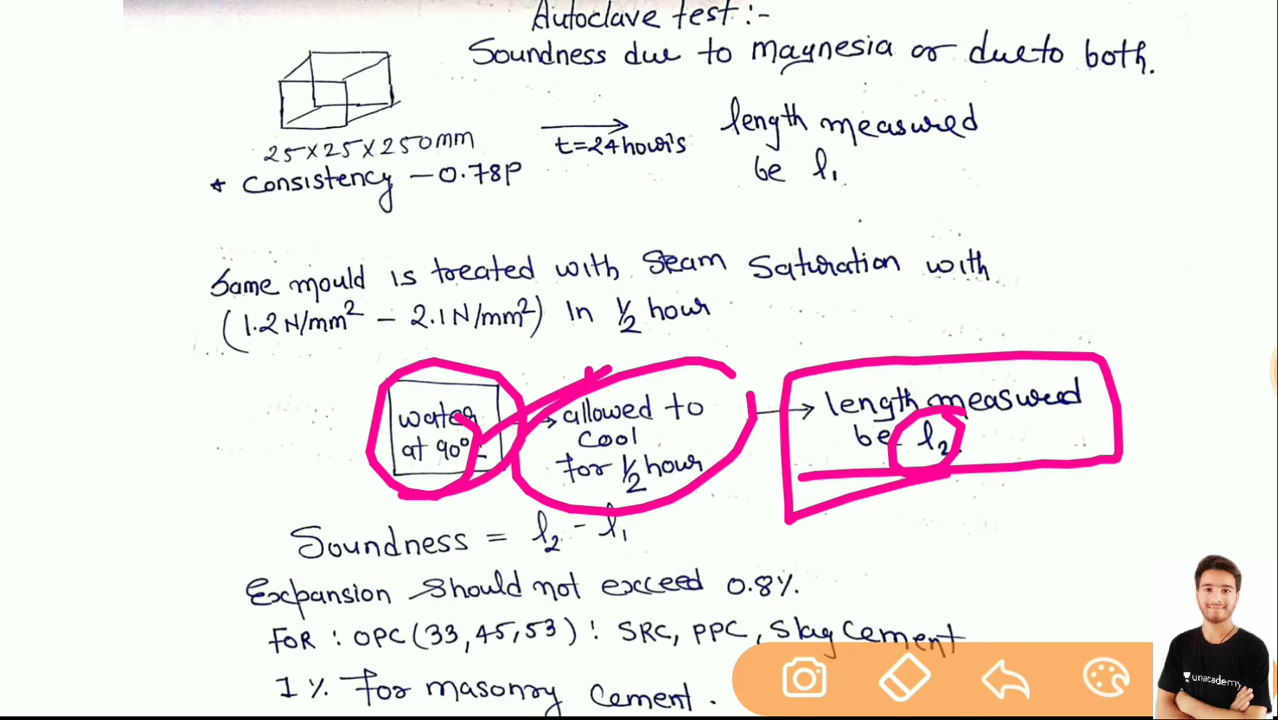 Autoclave test :-
Soundness due to magnesia or due to both.
25×25×250mm
t=24 hour's
length measured
be l₁.
* Consistency - 0.78P
Same mould is treated with Steam Saturation with
(1.2 N/mm² - 2.1 N/mm²) In ½ hour
water
at 90°
allowed to
cool
for ½ hour
length measured
be l₂.
Soundness = l₂ - l₁
Expansion should not exceed 0.8%.
FOR : OPC (33, 45, 53) : SRC, PPC, Slag Cement
1% for masonry cement.
unacademy